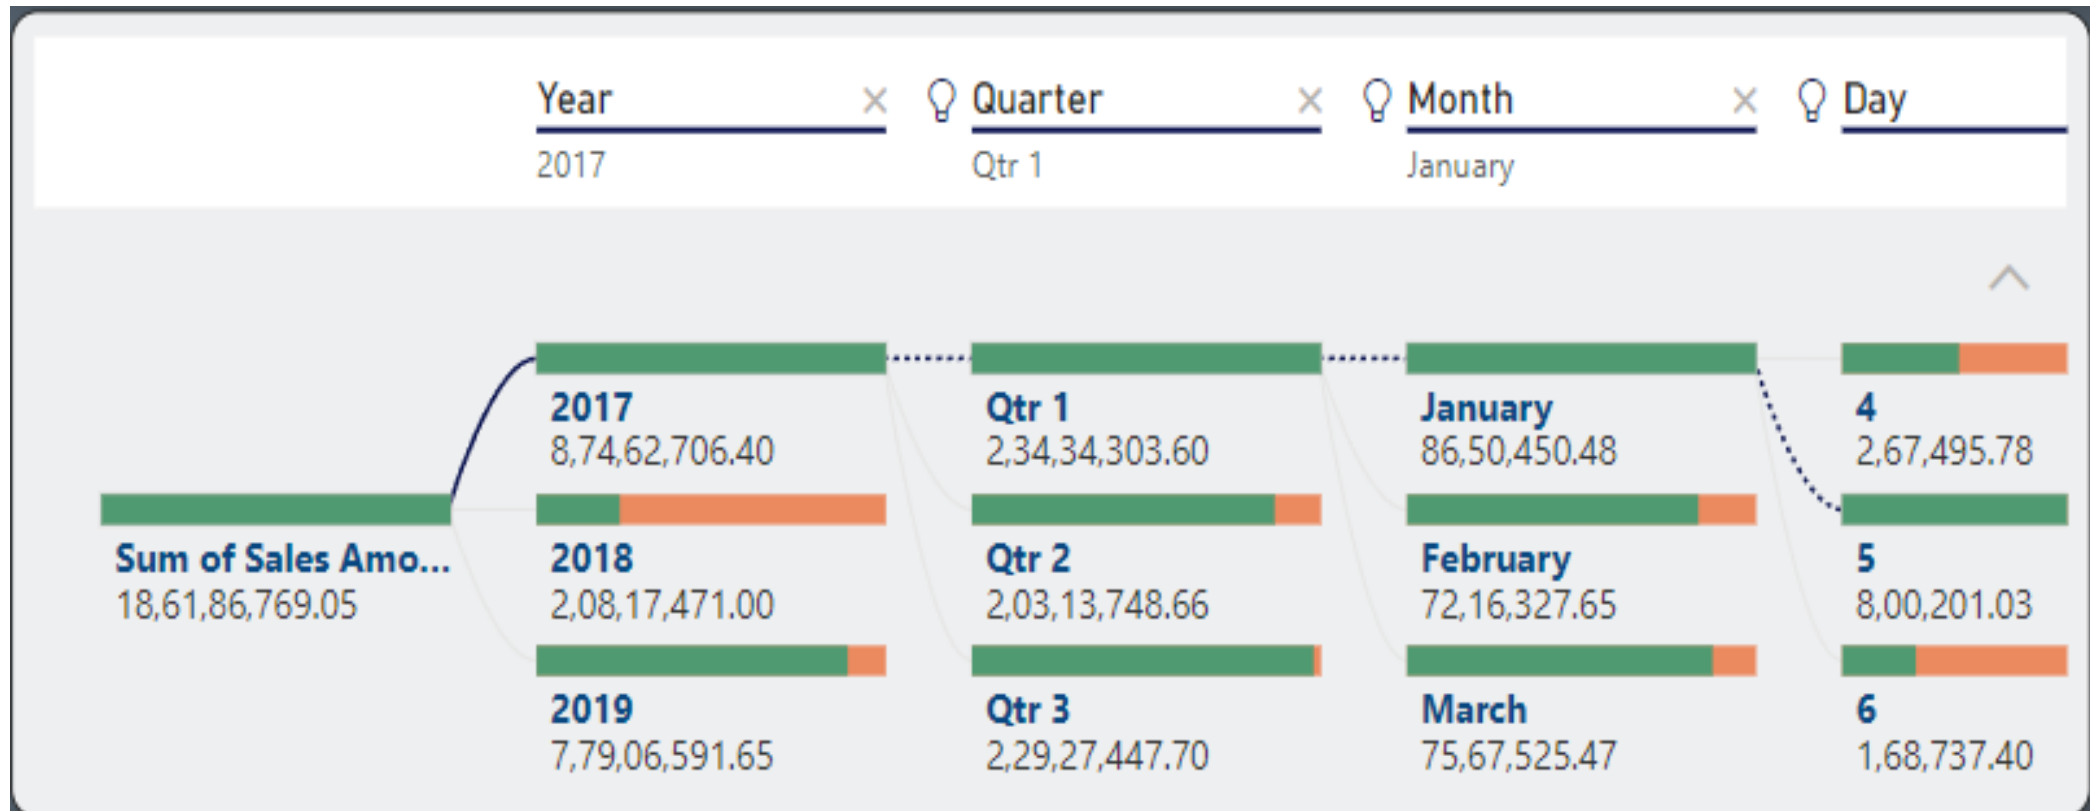 Year
Quarter
Month
Day
2017
Qtr 1
January
2017
8,74,62,706.40
Qtr 1
2,34,34,303.60
January
86,50,450.48
4
2,67,495.78
Sum of Sales Amo...
18,61,86,769.05
2018
2,08,17,471.00
Qtr 2
2,03,13,748.66
February
72,16,327.65
5
8,00,201.03
2019
7,79,06,591.65
Qtr 3
2,29,27,447.70
March
75,67,525.47
6
1,68,737.40